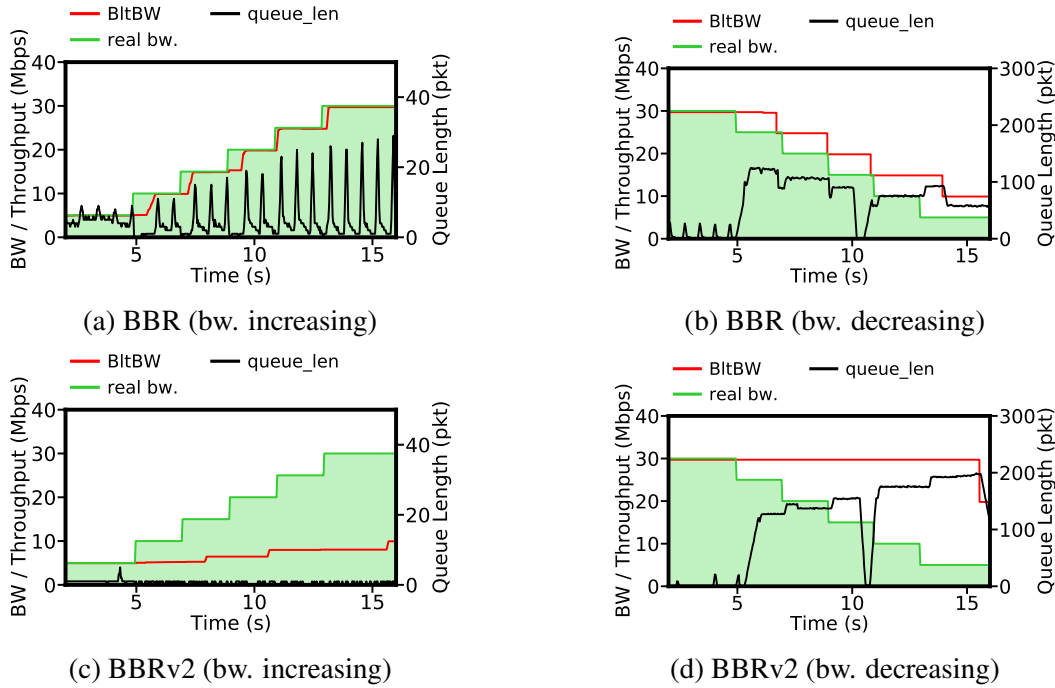 BltBW
queue_len
real bw.
BW / Throughput (Mbps)
40
30
20
10
0
40
20
0
Queue Length (pkt)
5
10
15
Time (s)
(a) BBR (bw. increasing)
BltBW
queue_len
real bw.
BW / Throughput (Mbps)
40
30
20
10
0
300
200
100
0
Queue Length (pkt)
5
10
15
Time (s)
(b) BBR (bw. decreasing)
BltBW
queue_len
real bw.
BW / Throughput (Mbps)
40
30
20
10
0
40
20
0
Queue Length (pkt)
5
10
15
Time (s)
(c) BBRv2 (bw. increasing)
BltBW
queue_len
real bw.
BW / Throughput (Mbps)
40
30
20
10
0
300
200
100
0
Queue Length (pkt)
5
10
15
Time (s)
(d) BBRv2 (bw. decreasing)